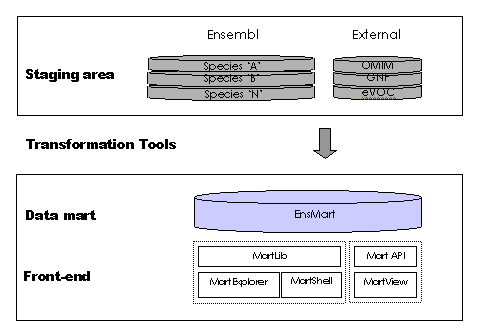 Ensembl External
Staging area
Species 'A'
Species 'B'
Species 'N'
OMIM
GNF
eVOC
Transformation Tools
Data mart
EnsMart
Front-end
MartLib
MartExplorer MartShell
Mart API
MartView